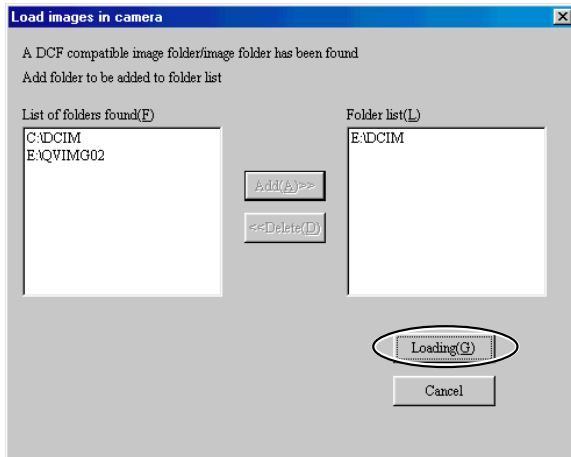 Load images in camera
A DCF compatible image folder/image folder has been found
Add folder to be added to folder list
List of folders found(F)
Folder list(L)
C:\DCIM
E:\QVIMG02
E:\DCIM
Add(A)>>
<<Delete(D)
Loading(G)
Cancel